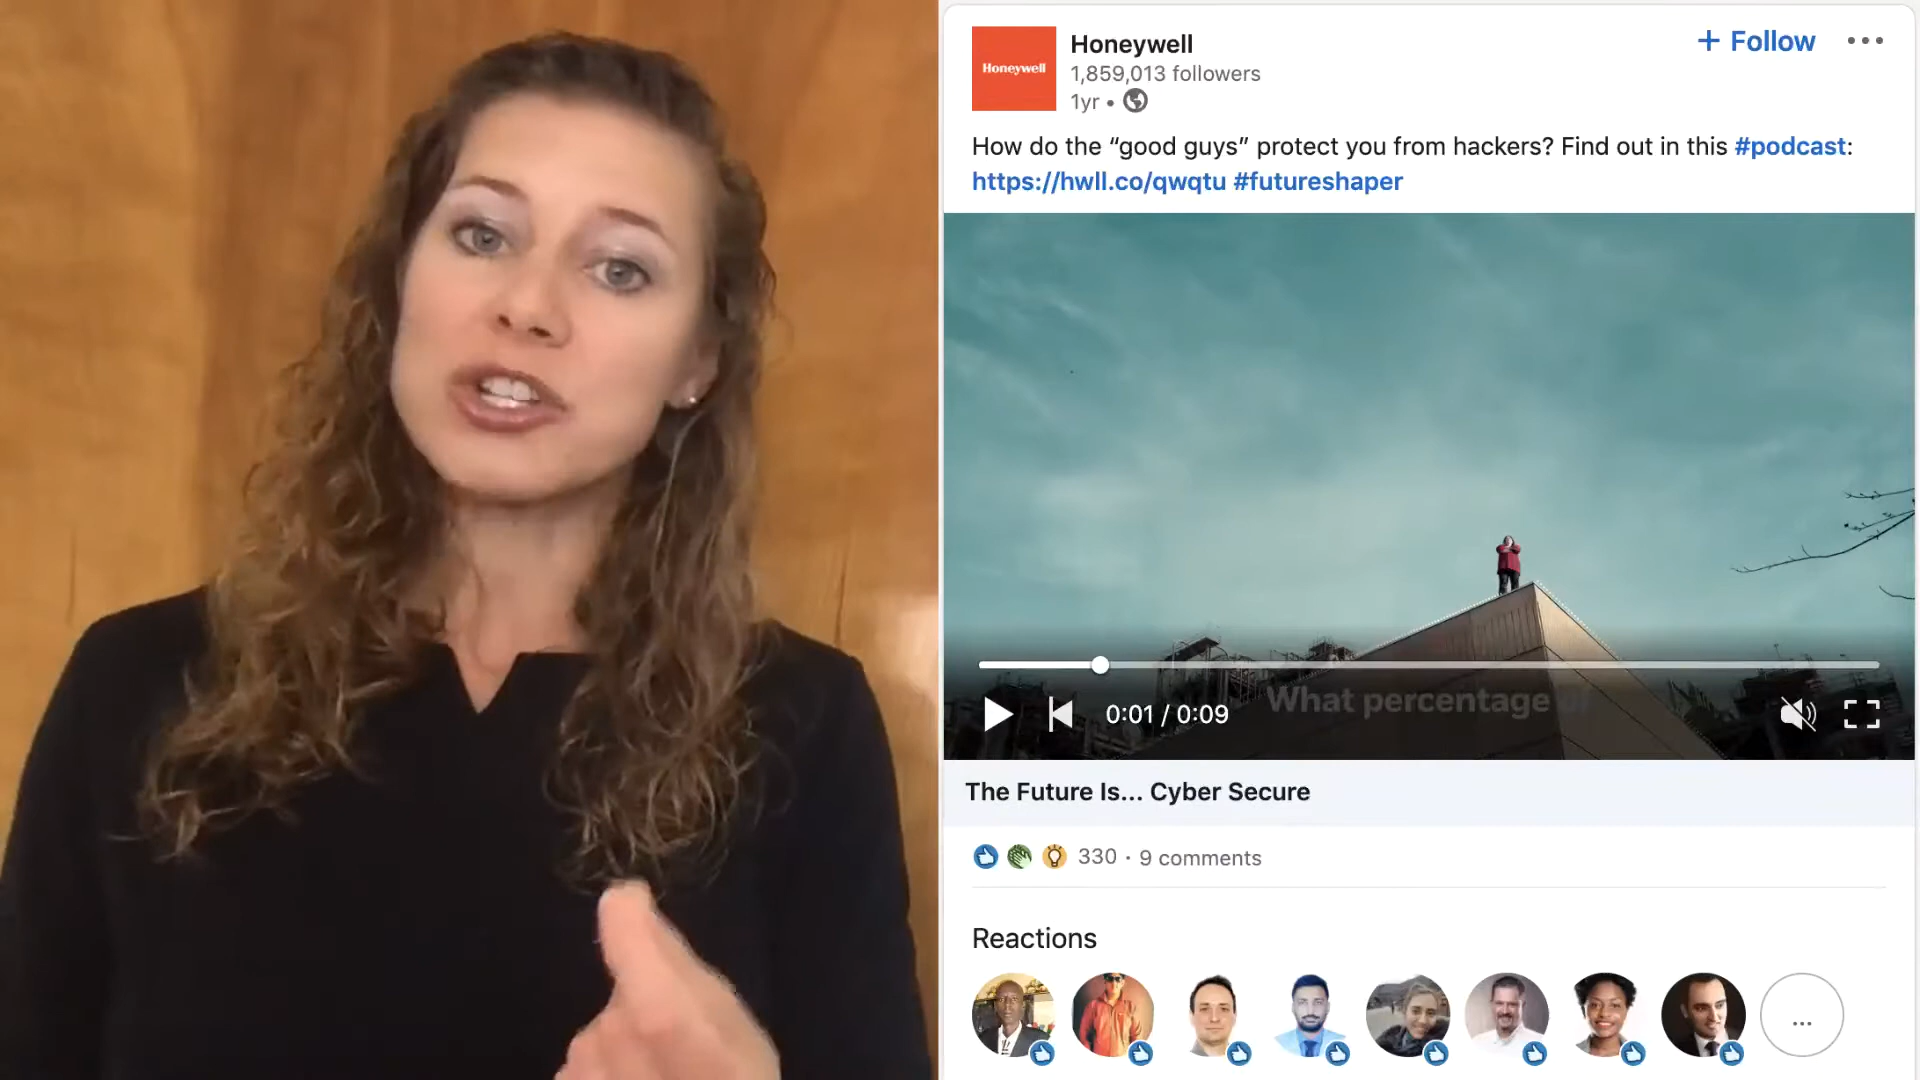 Honeywell
Honeywell
1,859,013 followers
1yr •
+ Follow
How do the “good guys” protect you from hackers? Find out in this #podcast:
https://hwll.co/qwqtu #futureshaper
What percentage of
0:01 / 0:09
The Future Is... Cyber Secure
330 · 9 comments
Reactions
...